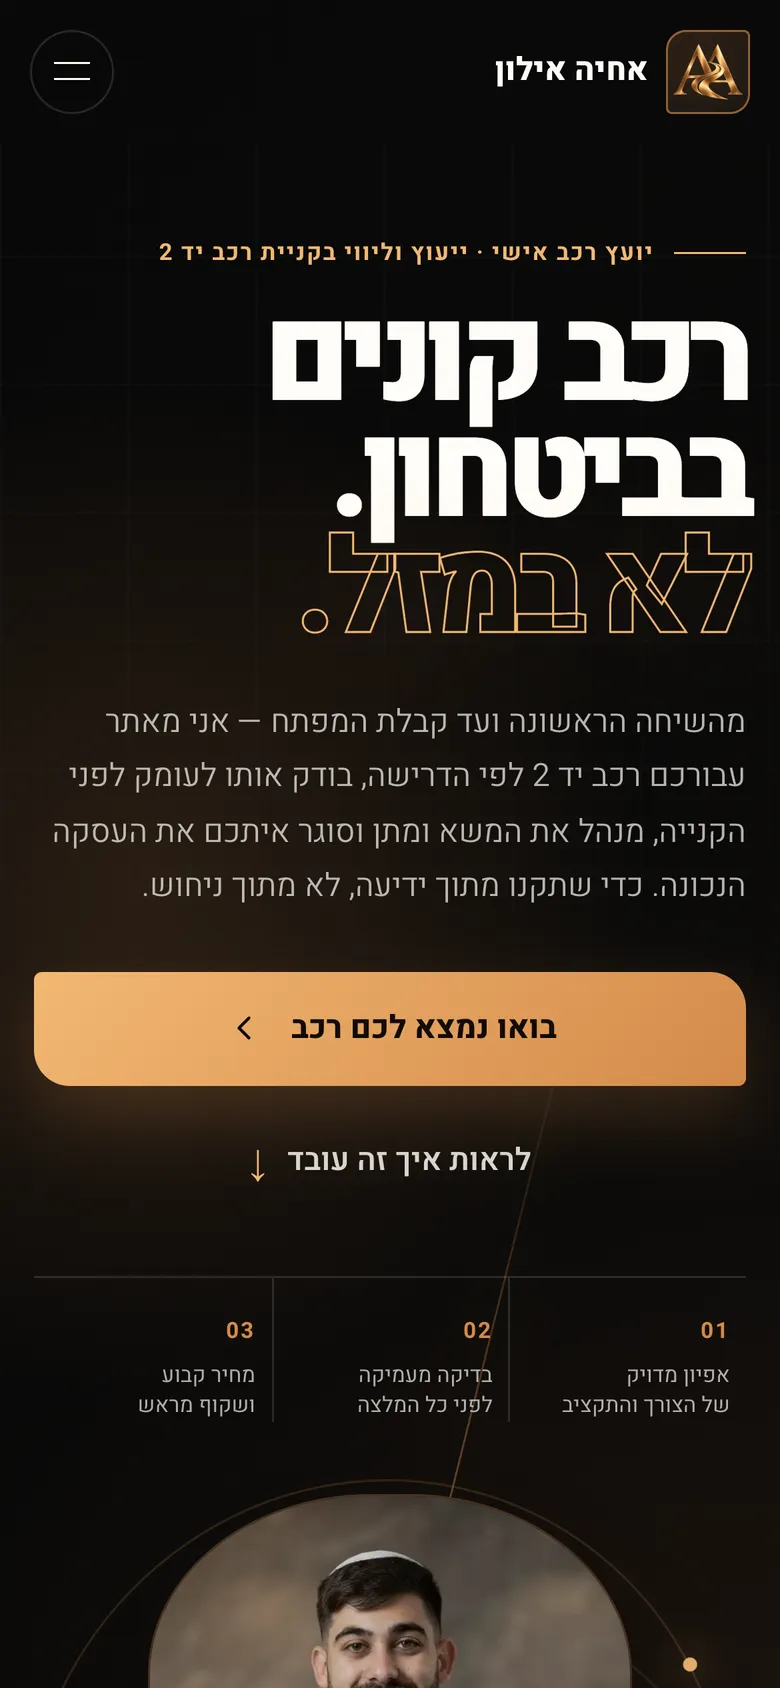 אחיה אילון
יועץ רכב אישי · ייעוץ וליווי בקניית רכב יד 2
רכב קונים
בביטחון.
לא במזל.
מהשיחה הראשונה ועד קבלת המפתח — אני מאתר
עבורכם רכב יד 2 לפי הדרישה, בודק אותו לעומק לפני
הקנייה, מנהל את המשא ומתן וסוגר איתכם את העסקה
הנכונה. כדי שתקנו מתוך ידיעה, לא מתוך ניחוש.
בואו נמצא לכם רכב
לראות איך זה עובד ↓
01
אפיון מדויק
של הצורך והתקציב
02
בדיקה מעמיקה
לפני כל המלצה
03
מחיר קבוע
ושקוף מראש